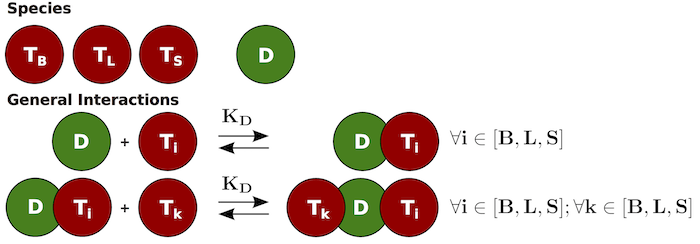 Species
T_B T_L T_S D
General Interactions
D + T_i K_D D T_i ∀i ∈ [B, L, S]
D T_i + T_k K_D T_k D T_i ∀i ∈ [B, L, S]; ∀k ∈ [B, L, S]